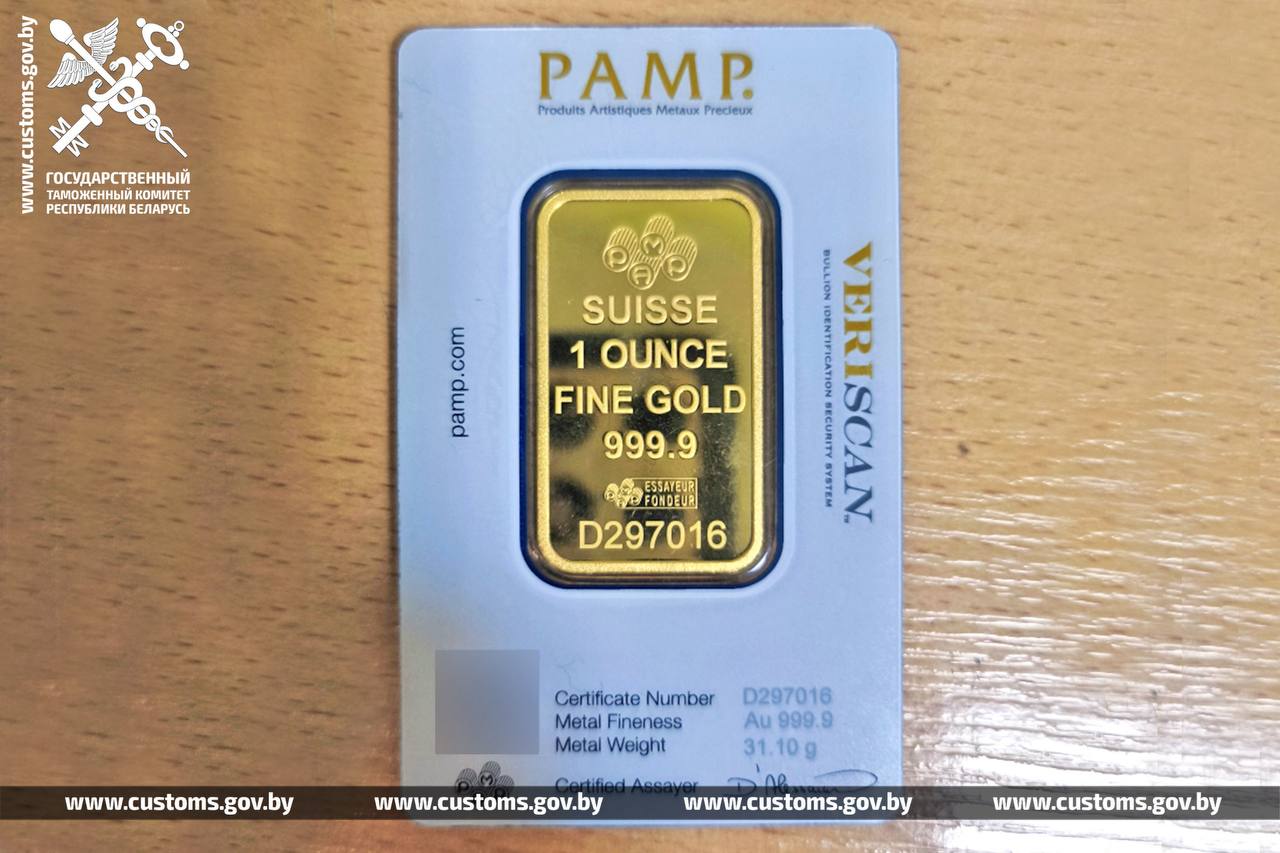 www.customs.gov.by
ГОСУДАРСТВЕННЫЙ
ТАМОЖЕННЫЙ КОМИТЕТ
РЕСПУБЛИКИ БЕЛАРУСЬ
PAMP.
Produits Artistiques Metaux Precieux
pamp.com
PAMP
SUISSE
1 OUNCE
FINE GOLD
999.9
ESSAYEUR
FONDEUR
D297016
VERISCAN™
BULLION IDENTIFICATION SECURITY SYSTEM
Certificate Number D297016
Metal Fineness Au 999.9
Metal Weight 31.10 g
Certified Assayer
www.customs.gov.by www.customs.gov.by www.customs.gov.by www.customs.gov.by